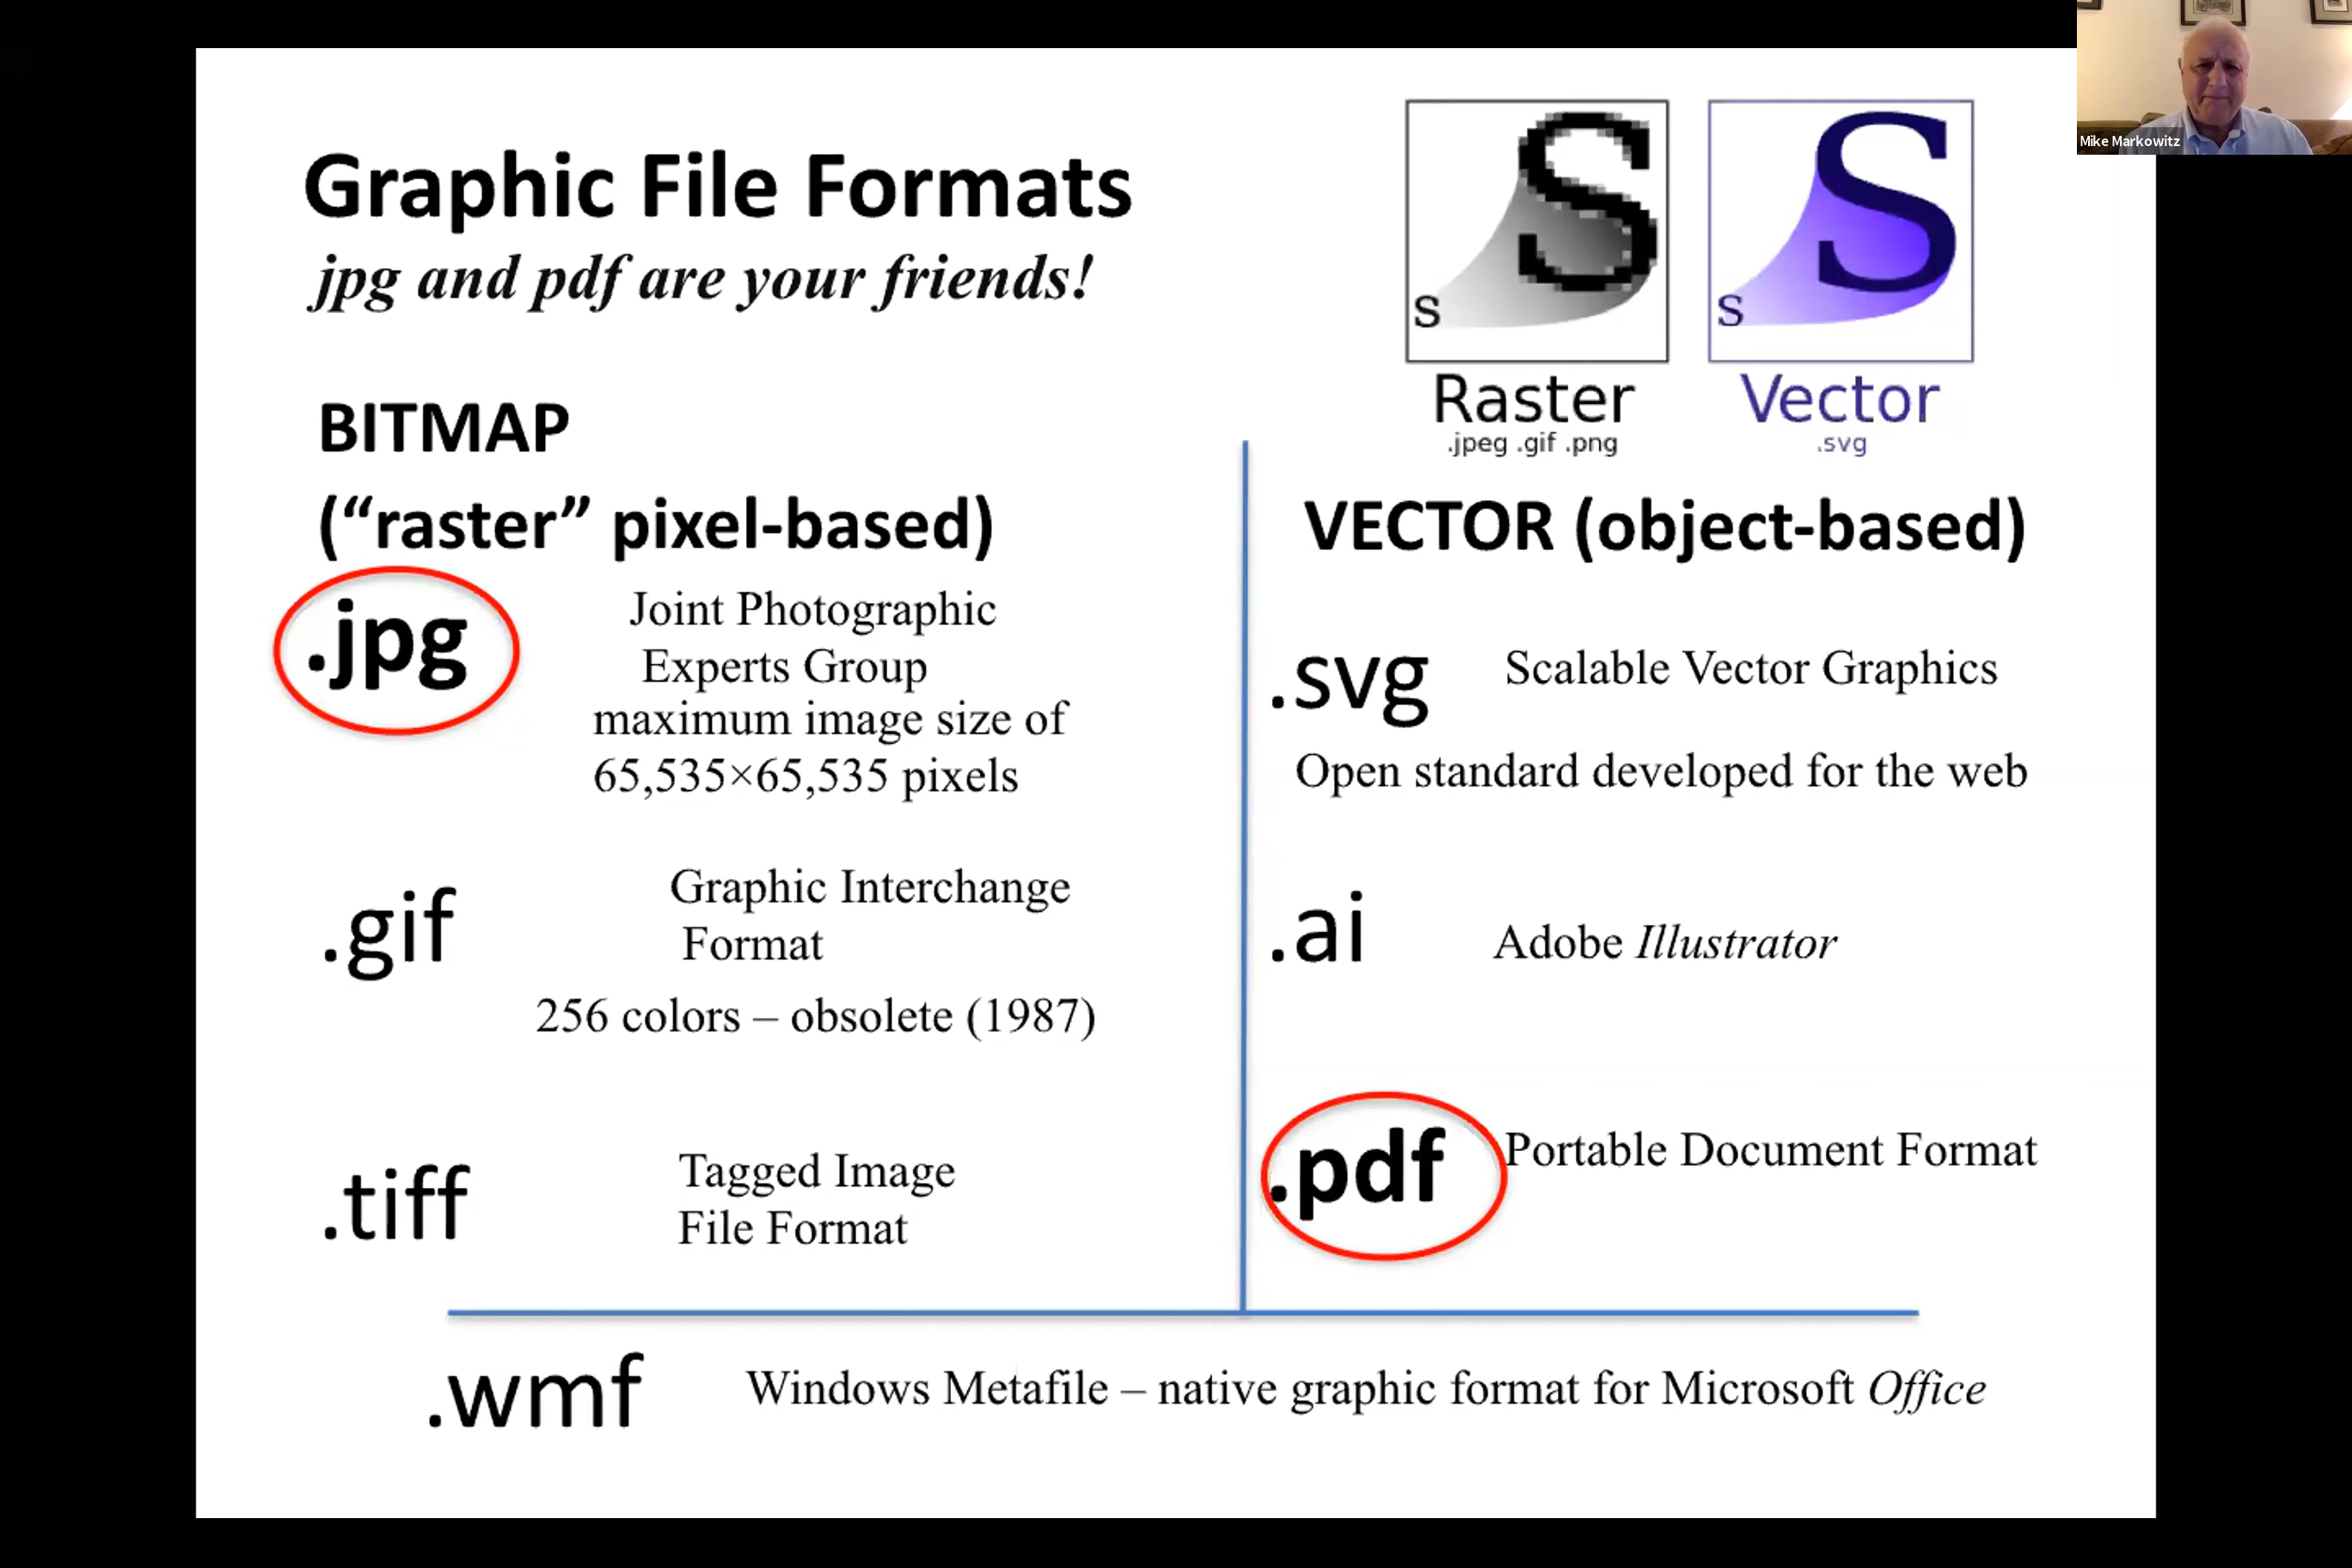 Mike Markowitz
Graphic File Formats
jpg and pdf are your friends!
S
S
Raster
.jpeg .gif .png
S
S
Vector
.svg
BITMAP
(“raster” pixel-based)
.jpg
Joint Photographic
Experts Group
maximum image size of
65,535×65,535 pixels
.gif
Graphic Interchange
Format
256 colors – obsolete (1987)
.tiff
Tagged Image
File Format
VECTOR (object-based)
.svg
Scalable Vector Graphics
Open standard developed for the web
.ai
Adobe Illustrator
.pdf
Portable Document Format
.wmf
Windows Metafile – native graphic format for Microsoft Office